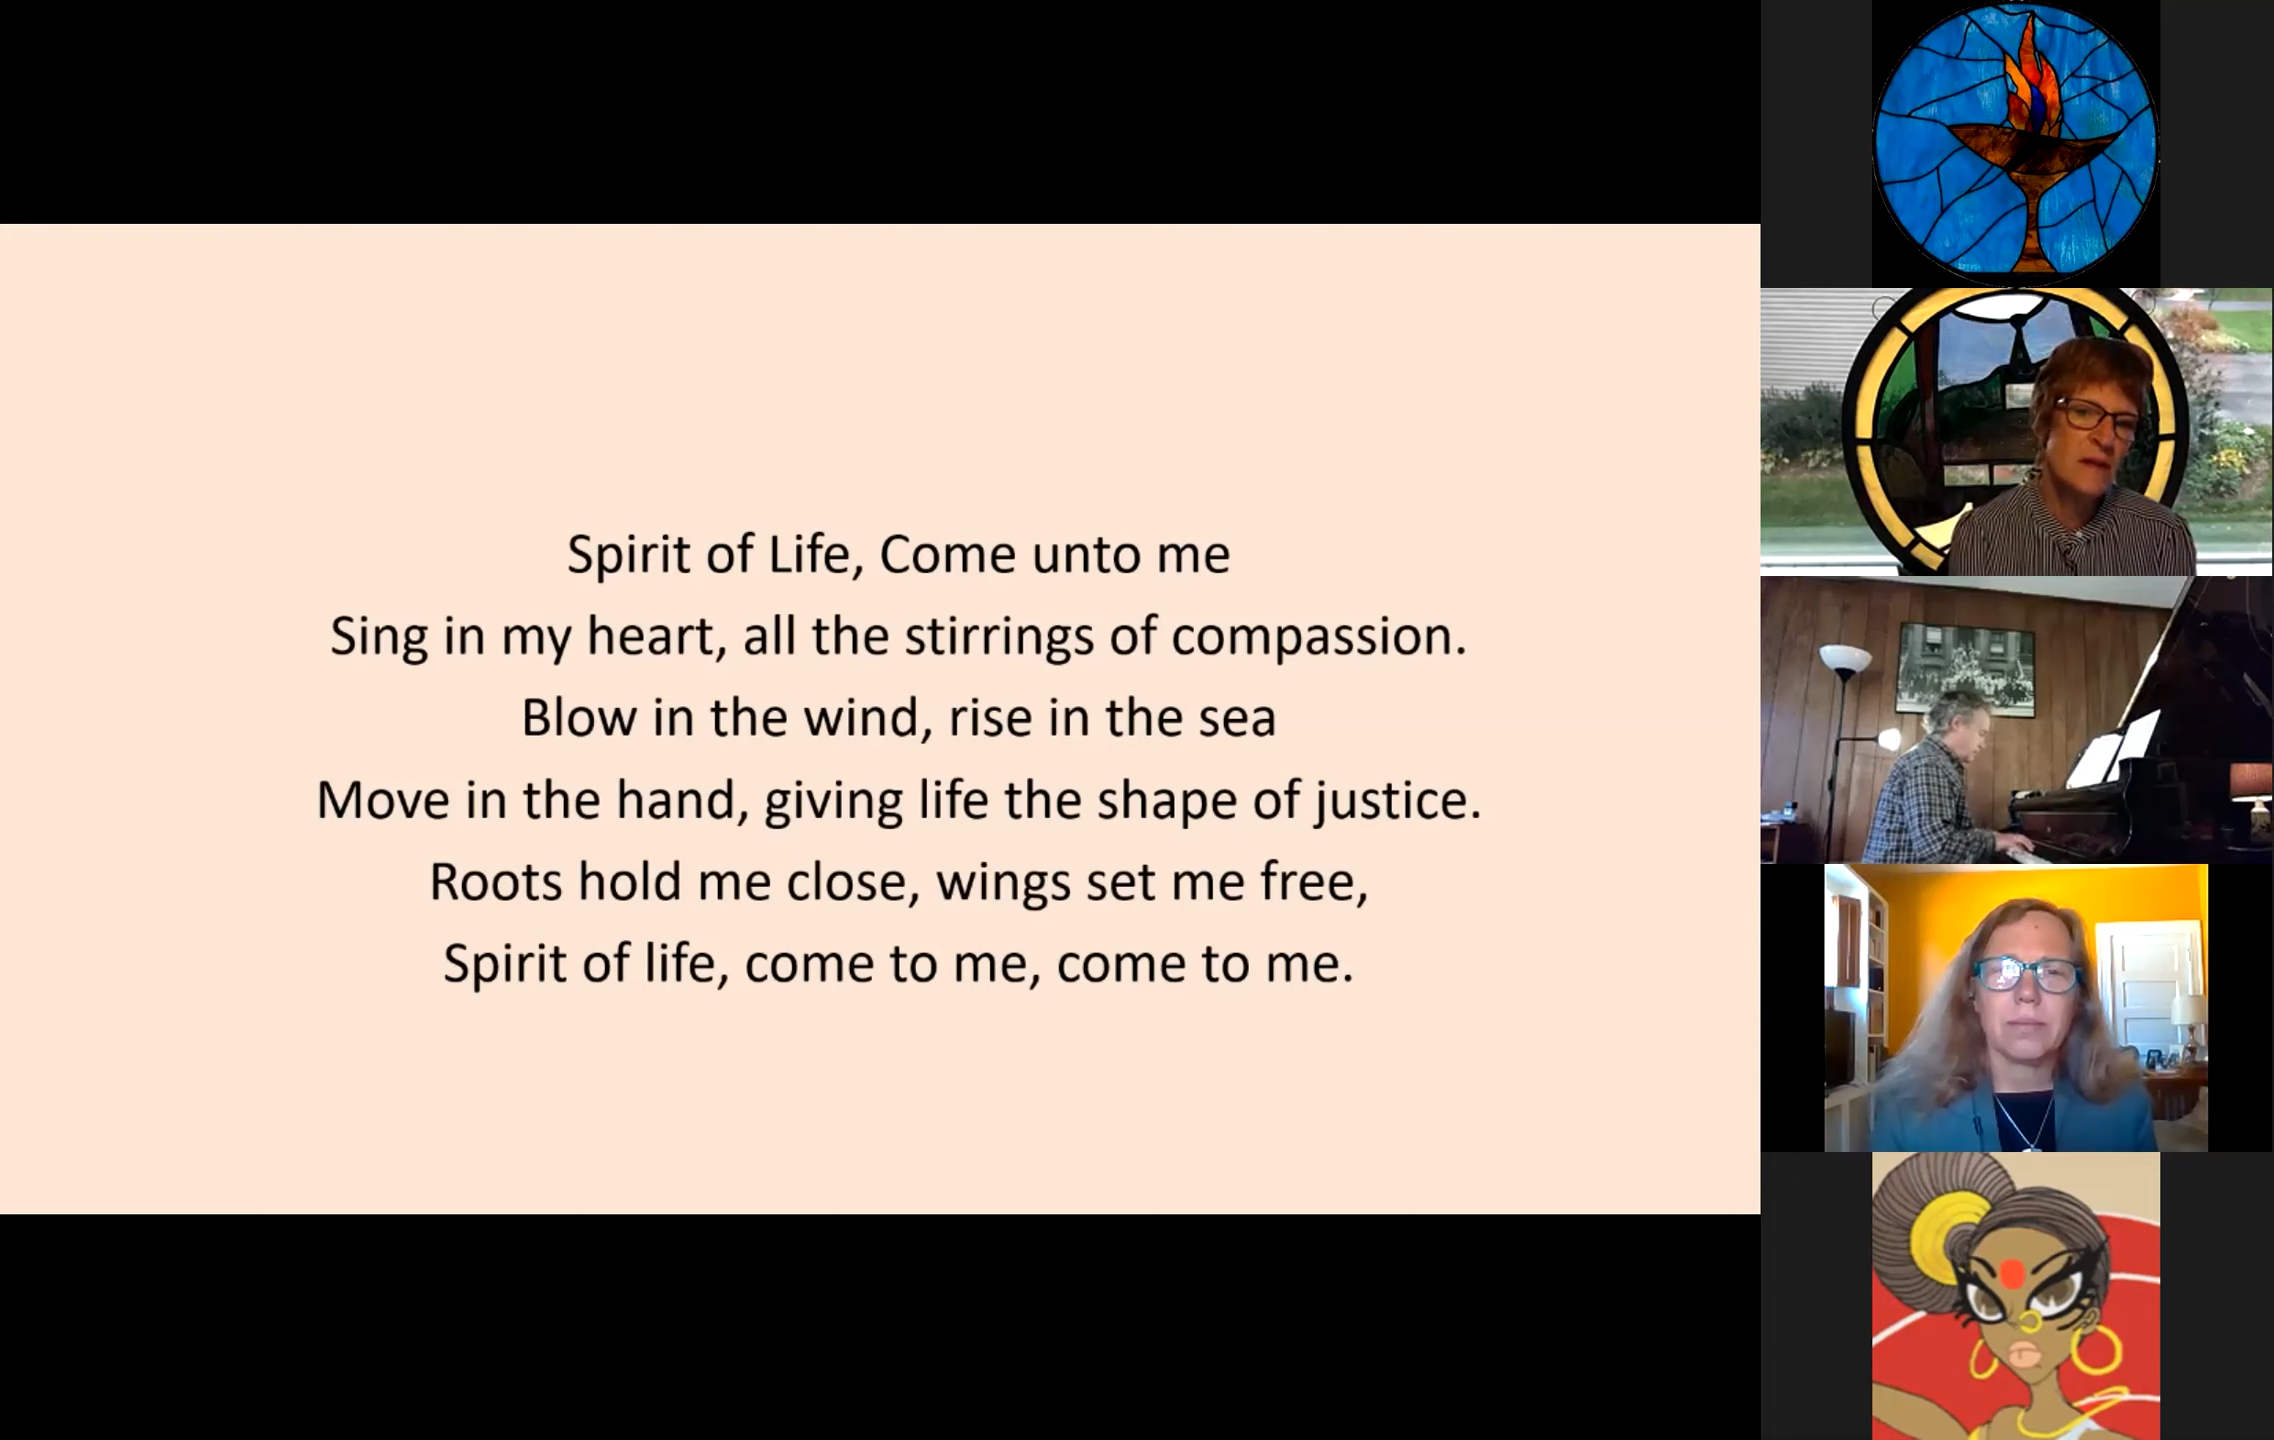 Spirit of Life, Come unto me
Sing in my heart, all the stirrings of compassion.
Blow in the wind, rise in the sea
Move in the hand, giving life the shape of justice.
Roots hold me close, wings set me free,
Spirit of life, come to me, come to me.